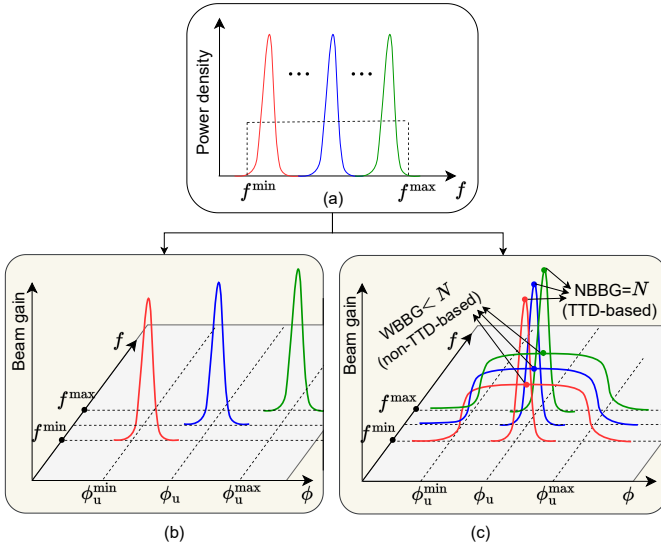 Power density
...
...
f^min
f^max
f
(a)
Beam gain
f
f^max
f^min
ϕ_u^min
ϕ_u
ϕ_u^max
ϕ
(b)
Beam gain
WBBG< N
(non-TTD-based)
NBBG=N
(TTD-based)
f
f^max
f^min
ϕ_u^min
ϕ_u
ϕ_u^max
ϕ
(c)